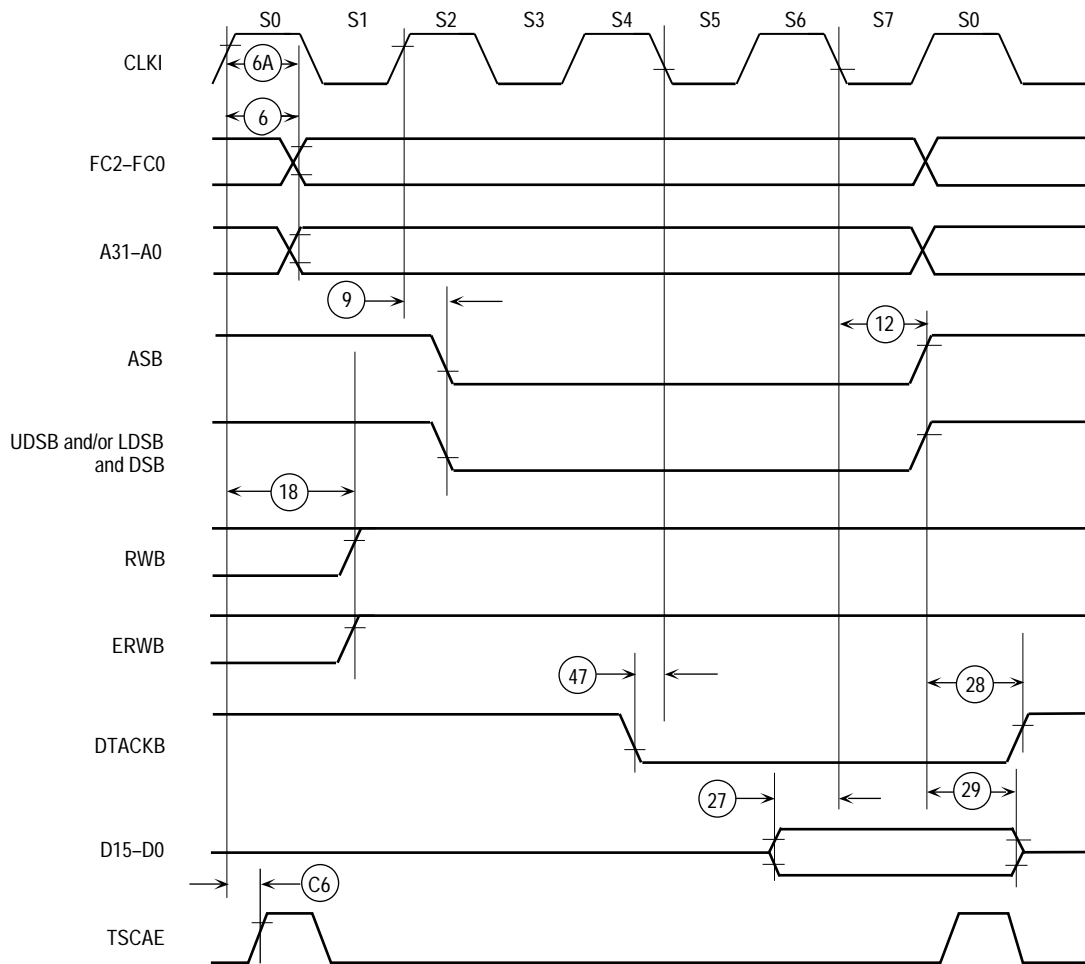 S0 S1 S2 S3 S4 S5 S6 S7 S0
CLKI
6A
6
FC2–FC0
A31–A0
9
12
ASB
UDSB and/or LDSB
and DSB
18
RWB
ERWB
47
28
DTACKB
27
29
D15–D0
C6
TSCAE